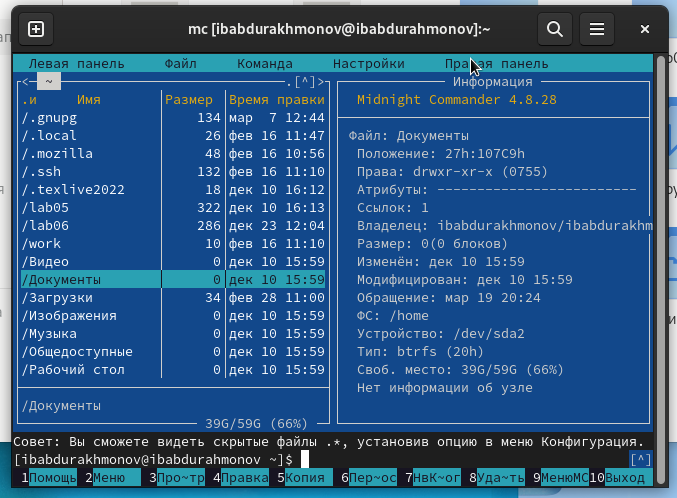 mc [ibabdurakhmonov@ibabdurahmonov]:~
Левая панель Файл Команда Настройки Правая панель
<─ ~ .[^]>
.и Имя Размер Время правки
/.gnupg 134 мар 7 12:44
/.local 26 фев 16 11:47
/.mozilla 48 фев 16 10:56
/.ssh 132 фев 16 11:10
/.texlive2022 18 дек 10 16:12
/lab05 322 дек 10 16:13
/lab06 286 дек 23 12:04
/work 10 фев 16 11:10
/Видео 0 дек 10 15:59
/Документы 0 дек 10 15:59
/Загрузки 34 фев 28 11:00
/Изображения 0 дек 10 15:59
/Музыка 0 дек 10 15:59
/Общедоступные 0 дек 10 15:59
/Рабочий стол 0 дек 10 15:59
/Документы
39G/59G (66%)
Информация
Midnight Commander 4.8.28
Файл: Документы
Положение: 27h:107C9h
Права: drwxr-xr-x (0755)
Атрибуты: -------------------------
Ссылок: 1
Владелец: ibabdurakhmonov/ibabdurakhm
Размер: 0(0 блоков)
Изменён: дек 10 15:59
Модифицирован: дек 10 15:59
Обращение: мар 19 20:24
ФС: /home
Устройство: /dev/sda2
Тип: btrfs (20h)
Своб. место: 39G/59G (66%)
Нет информации об узле
Совет: Вы сможете видеть скрытые файлы .*, установив опцию в меню Конфигурация.
[ibabdurakhmonov@ibabdurahmonov ~]$ [^]
1Помощь 2Меню 3Про~тр 4Правка 5Копия 6Пер~ос 7НвК~ог 8Уда~ть 9МенюMC 10Выход